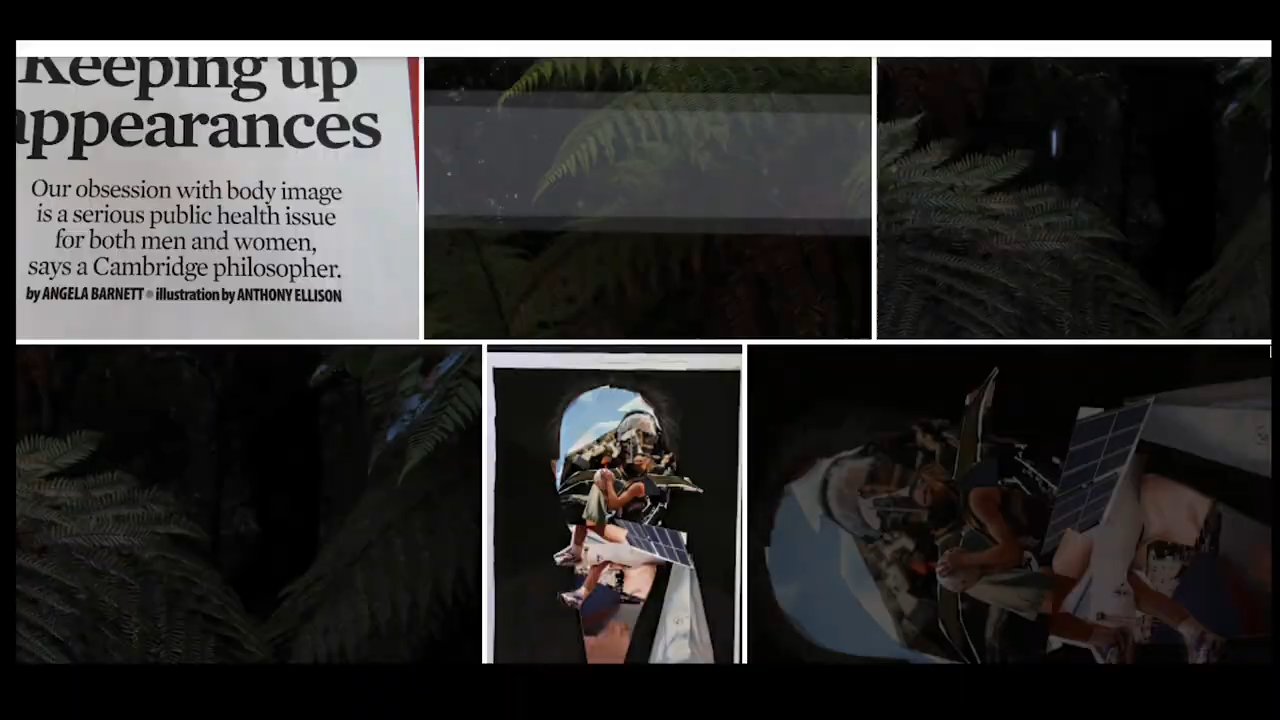 Keeping up
appearances
Our obsession with body image
is a serious public health issue
for both men and women,
says a Cambridge philosopher.
by ANGELA BARNETT • illustration by ANTHONY ELLISON